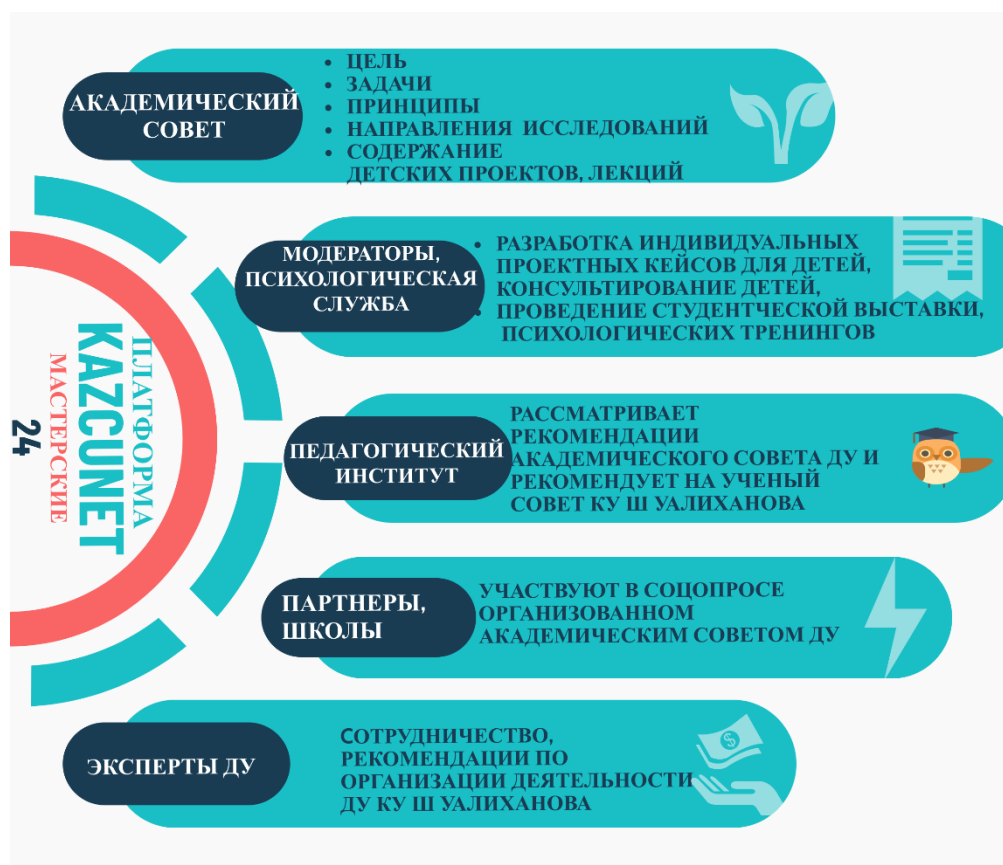 АКАДЕМИЧЕСКИЙ
СОВЕТ
• ЦЕЛЬ
• ЗАДАЧИ
• ПРИНЦИПЫ
• НАПРАВЛЕНИЯ ИССЛЕДОВАНИЙ
• СОДЕРЖАНИЕ
ДЕТСКИХ ПРОЕКТОВ, ЛЕКЦИЙ
МОДЕРАТОРЫ,
ПСИХОЛОГИЧЕСКАЯ
СЛУЖБА
• РАЗРАБОТКА ИНДИВИДУАЛЬНЫХ
ПРОЕКТНЫХ КЕЙСОВ ДЛЯ ДЕТЕЙ,
КОНСУЛЬТИРОВАНИЕ ДЕТЕЙ,
• ПРОВЕДЕНИЕ СТУДЕНТЧЕСКОЙ ВЫСТАВКИ,
ПСИХОЛОГИЧЕСКИХ ТРЕНИНГОВ
ПЛАТФОРМА
KAZCUNET
МАСТЕРСКИЕ
24
ПЕДАГОГИЧЕСКИЙ
ИНСТИТУТ
РАССМАТРИВАЕТ
РЕКОМЕНДАЦИИ
АКАДЕМИЧЕСКОГО СОВЕТА ДУ И
РЕКОМЕНДУЕТ НА УЧЕНЫЙ
СОВЕТ КУ Ш УАЛИХАНОВА
ПАРТНЕРЫ,
ШКОЛЫ
УЧАСТВУЮТ В СОЦОПРОСЕ
ОРГАНИЗОВАННОМ
АКАДЕМИЧЕСКИМ СОВЕТОМ ДУ
ЭКСПЕРТЫ ДУ
СОТРУДНИЧЕСТВО,
РЕКОМЕНДАЦИИ ПО
ОРГАНИЗАЦИИ ДЕЯТЕЛЬНОСТИ
ДУ КУ Ш УАЛИХАНОВА
$